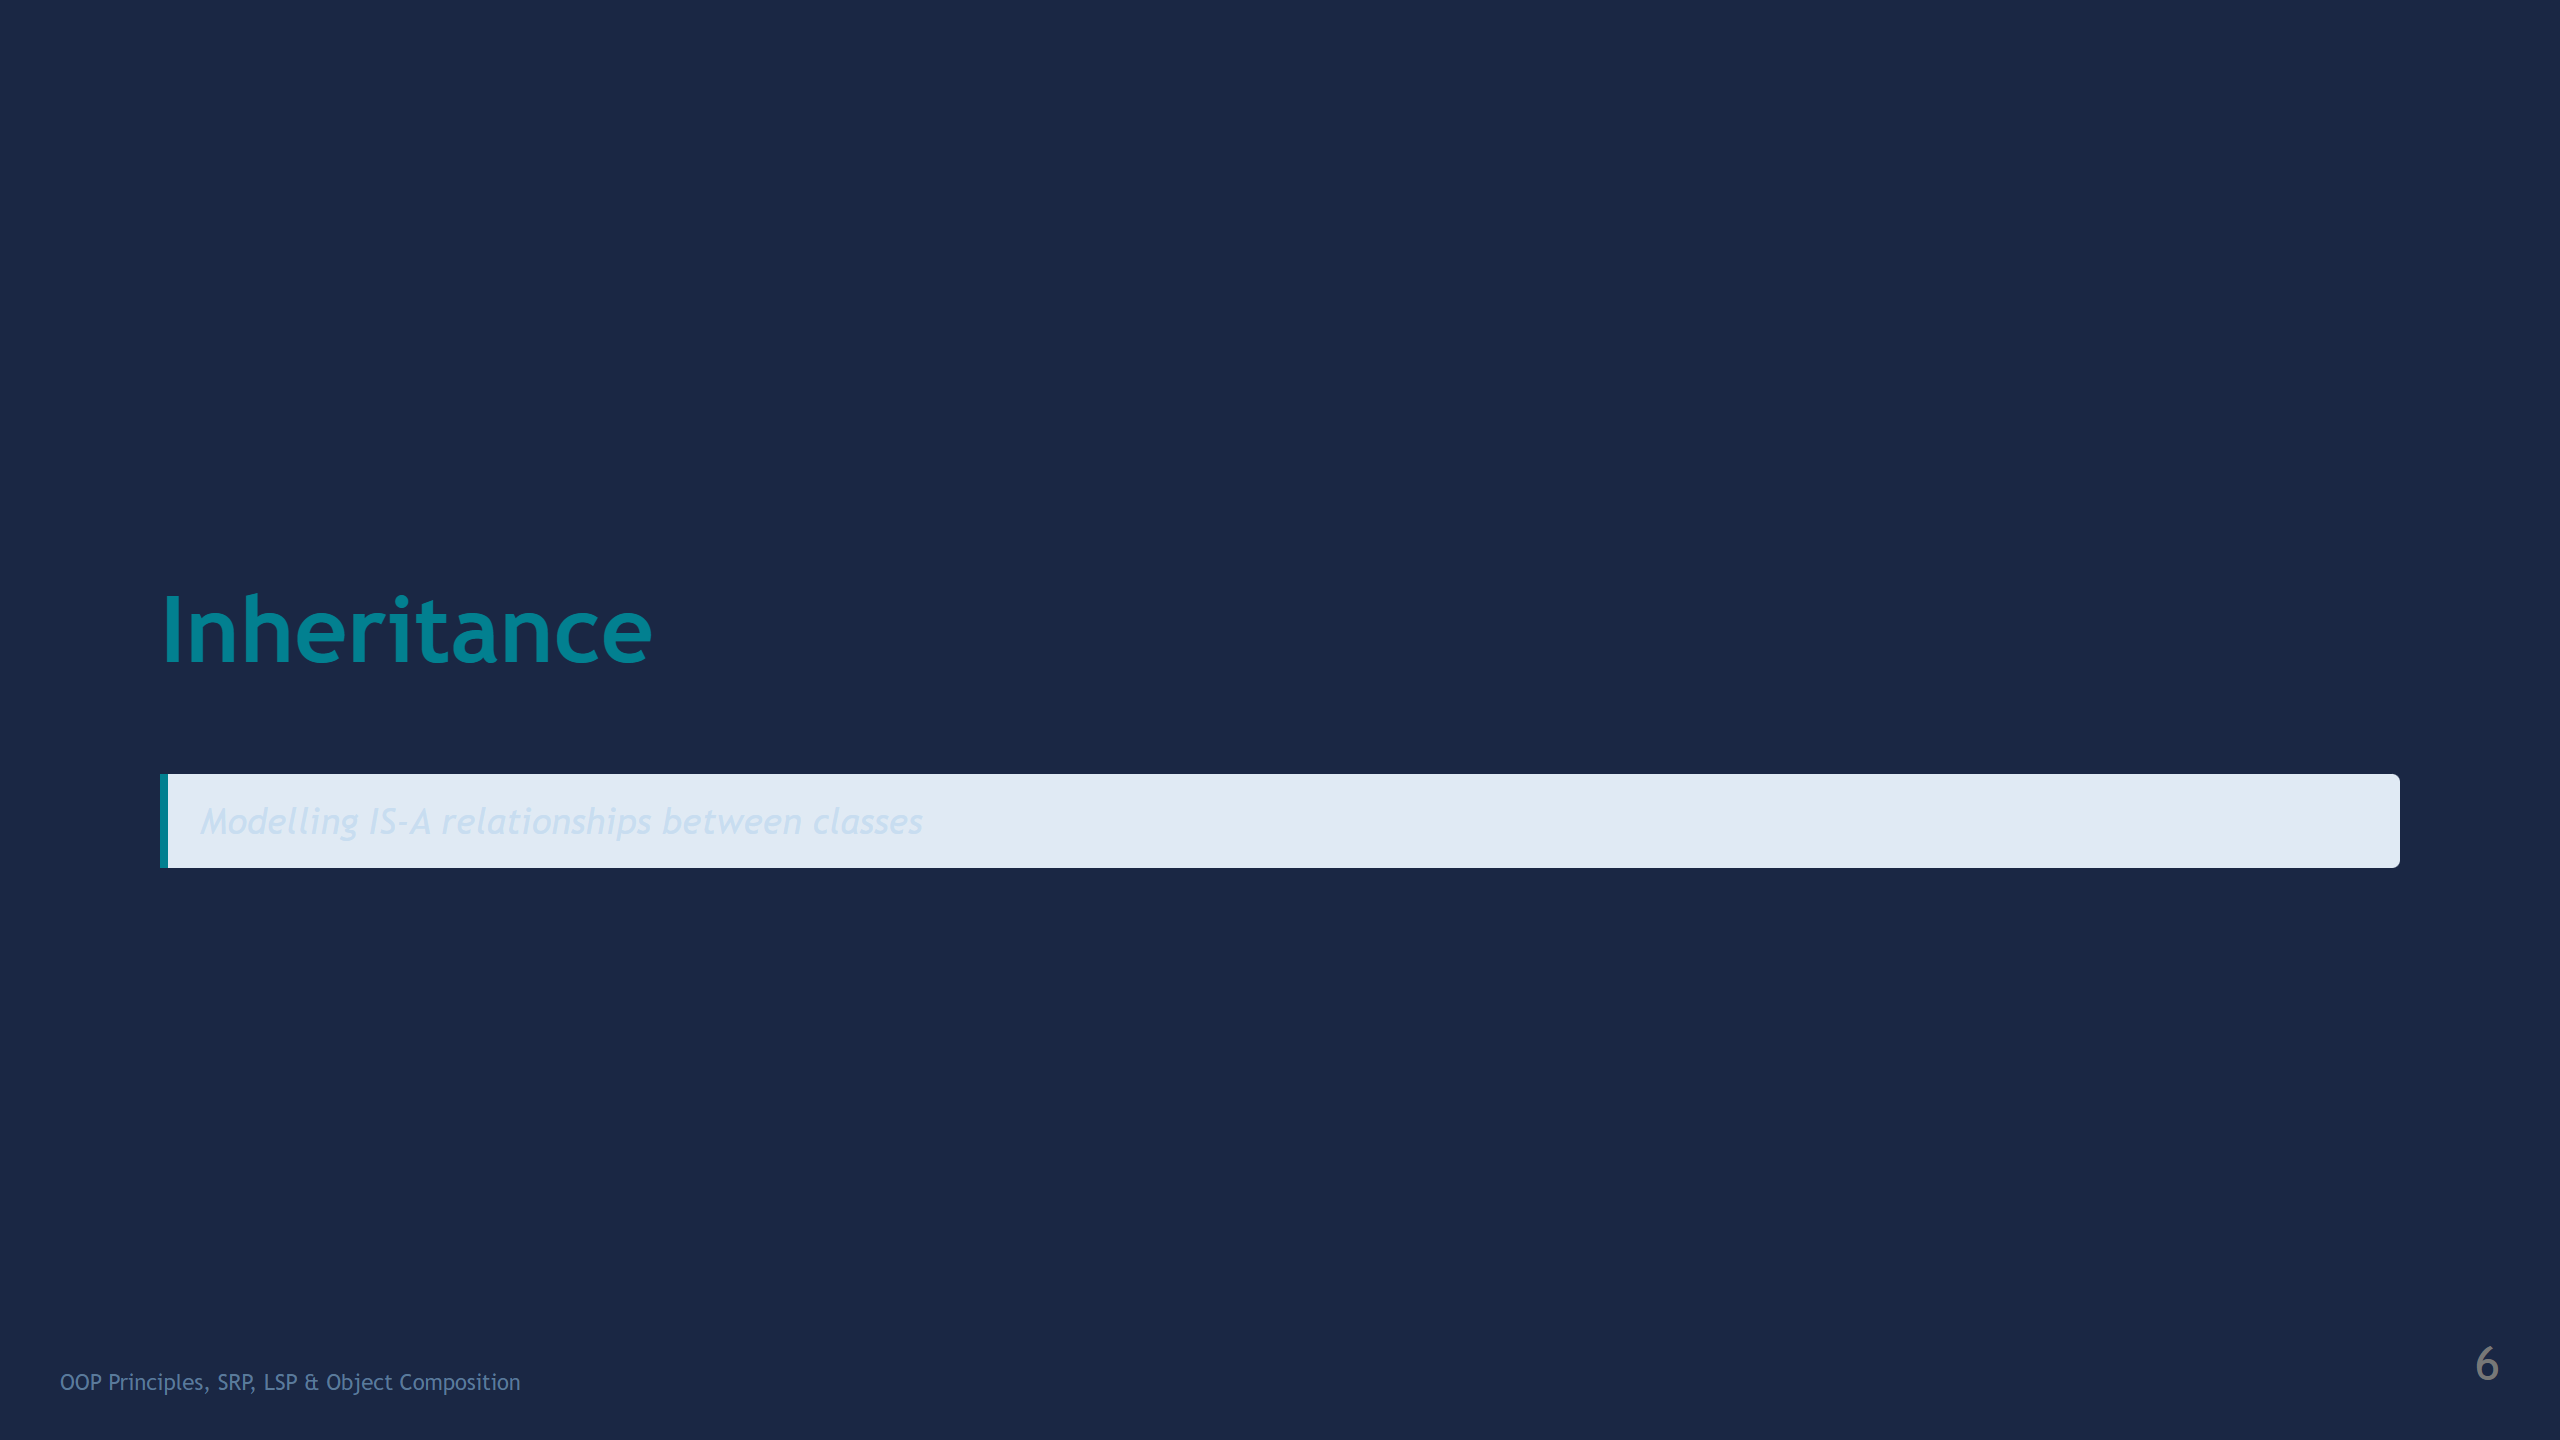 Inheritance
Modelling IS-A relationships between classes
OOP Principles, SRP, LSP & Object Composition
6